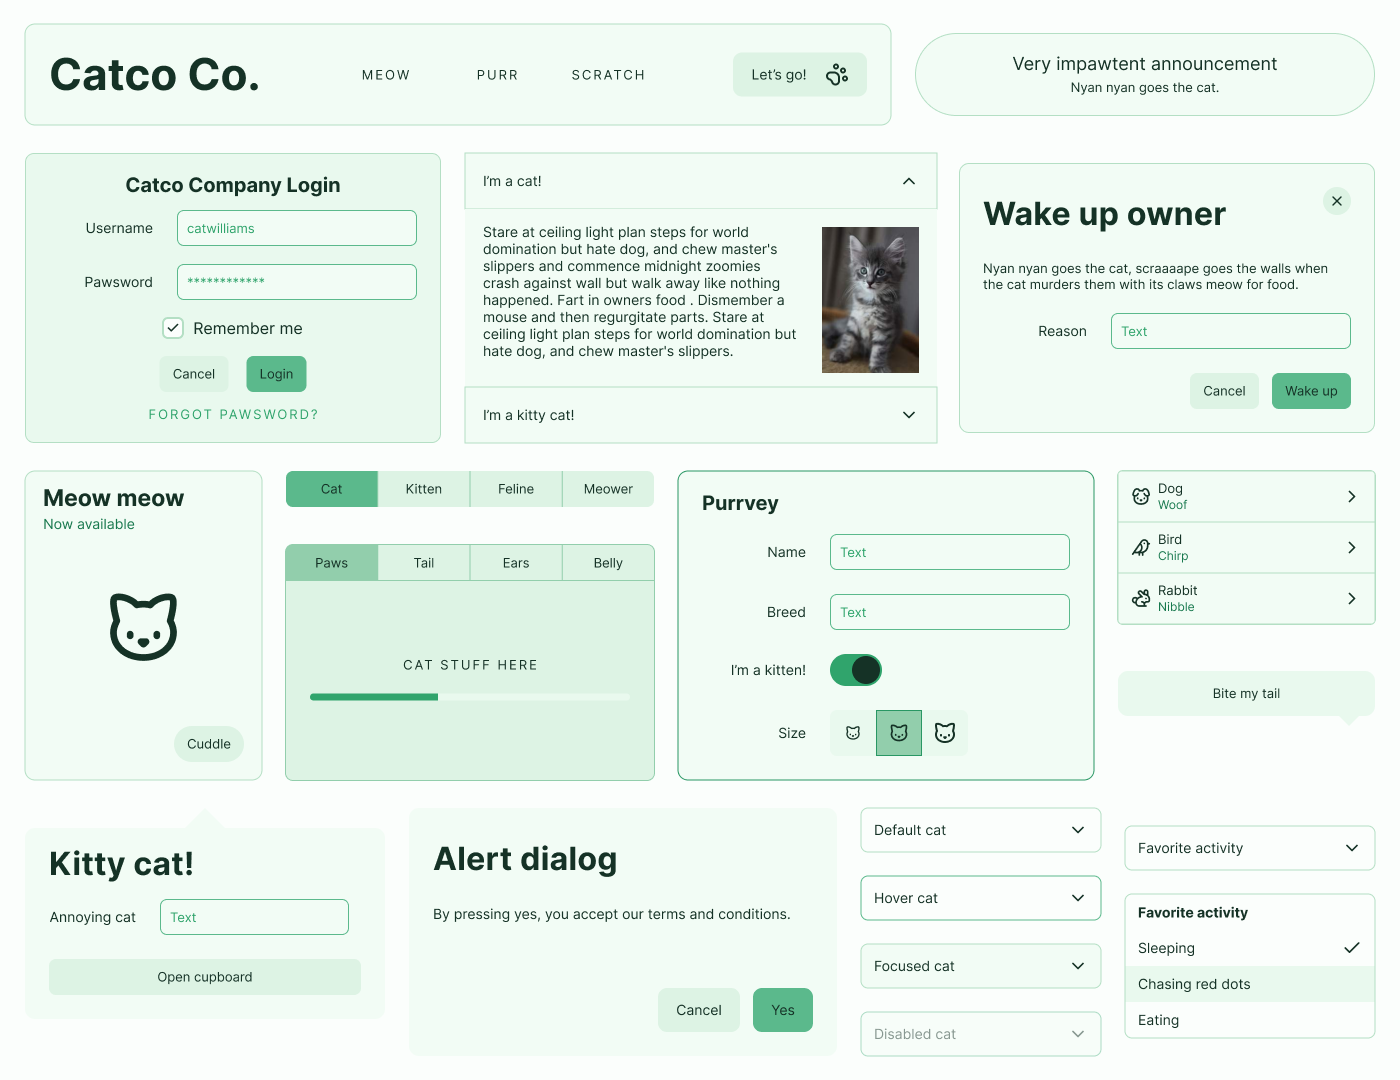 Catco Co.
MEOW
PURR
SCRATCH
Let's go!
Very impawtent announcement
Nyan nyan goes the cat.
Catco Company Login
Username
catwilliams
Pawsword
************
Remember me
Cancel
Login
FORGOT PAWSWORD?
I'm a cat!
Stare at ceiling light plan steps for world
domination but hate dog, and chew master's
slippers and commence midnight zoomies
crash against wall but walk away like nothing
happened. Fart in owners food . Dismember a
mouse and then regurgitate parts. Stare at
ceiling light plan steps for world domination but
hate dog, and chew master's slippers.
I'm a kitty cat!
Wake up owner
Nyan nyan goes the cat, scraaaape goes the walls when
the cat murders them with its claws meow for food.
Reason
Text
Cancel
Wake up
Meow meow
Now available
Cuddle
Cat
Kitten
Feline
Meower
Paws
Tail
Ears
Belly
CAT STUFF HERE
Purrvey
Name
Text
Breed
Text
I'm a kitten!
Size
Dog
Woof
Bird
Chirp
Rabbit
Nibble
Bite my tail
Kitty cat!
Annoying cat
Text
Open cupboard
Alert dialog
By pressing yes, you accept our terms and conditions.
Cancel
Yes
Default cat
Hover cat
Focused cat
Disabled cat
Favorite activity
Favorite activity
Sleeping
Chasing red dots
Eating